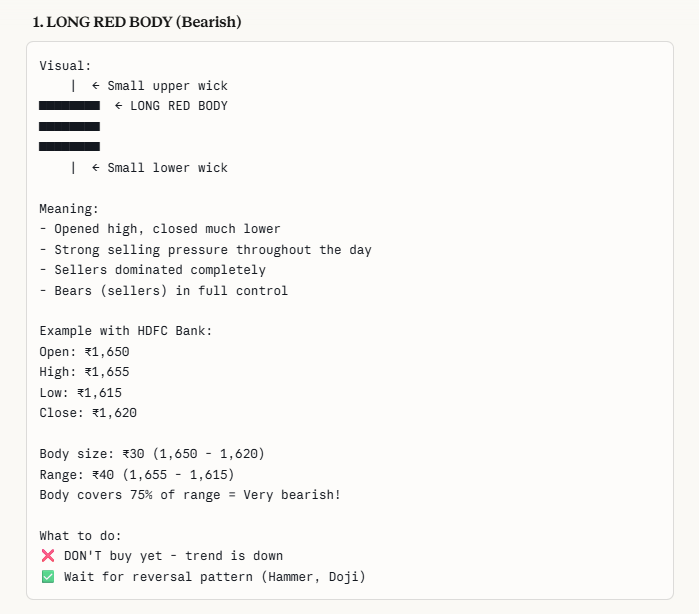 1. LONG RED BODY (Bearish)
Visual:
| ← Small upper wick
████████ ← LONG RED BODY
████████
████████
| ← Small lower wick
Meaning:
- Opened high, closed much lower
- Strong selling pressure throughout the day
- Sellers dominated completely
- Bears (sellers) in full control
Example with HDFC Bank:
Open: ₹1,650
High: ₹1,655
Low: ₹1,615
Close: ₹1,620
Body size: ₹30 (1,650 - 1,620)
Range: ₹40 (1,655 - 1,615)
Body covers 75% of range = Very bearish!
What to do:
❌ DON'T buy yet - trend is down
✅ Wait for reversal pattern (Hammer, Doji)